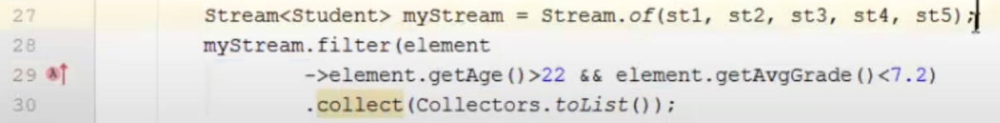 27 Stream<Student> myStream = Stream.of(st1, st2, st3, st4, st5);
28 myStream.filter(element
29 ->element.getAge()>22 && element.getAvgGrade()<7.2)
30 .collect(Collectors.toList());